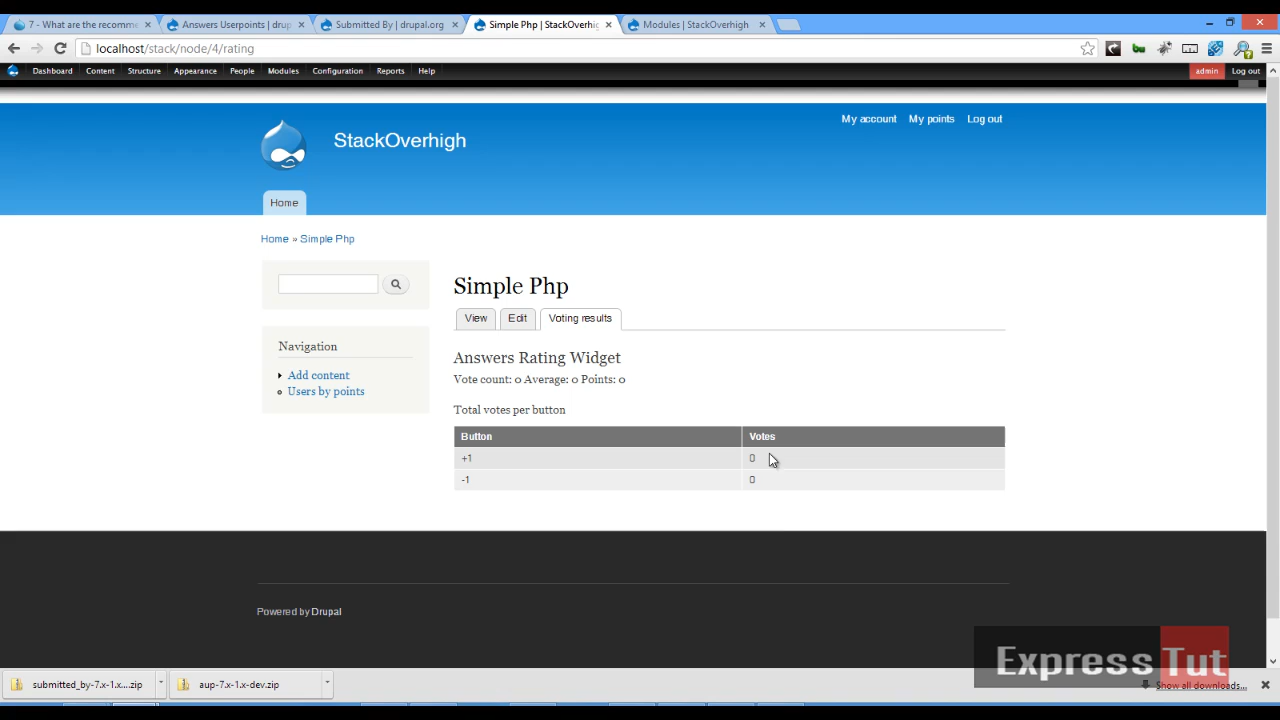 7 - What are the recomme
Answers Userpoints | drup
Submitted By | drupal.org
Simple Php | StackOverhig
Modules | StackOverhigh
localhost/stack/node/4/rating
Dashboard Content Structure Appearance People Modules Configuration Reports Help admin Log out
My account My points Log out
StackOverhigh
Home
Home » Simple Php
Simple Php
View Edit Voting results
Navigation
Add content
Users by points
Answers Rating Widget
Vote count: 0 Average: 0 Points: 0
Total votes per button
Button Votes
+1 0
-1 0
Powered by Drupal
Express Tut
submitted_by-7.x-1.x....zip
aup-7.x-1.x-dev.zip
Show all downloads...